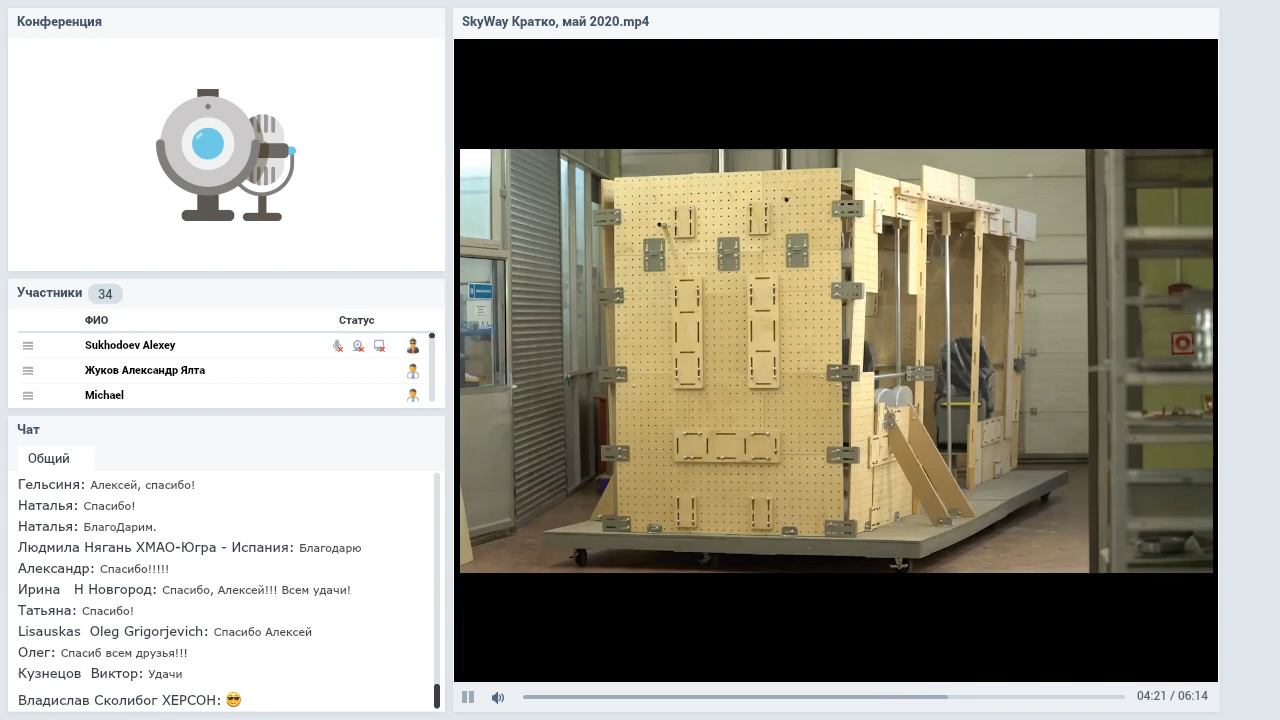 Конференция
SkyWay Кратко, май 2020.mp4
Участники 34
ФИО Статус
Sukhodoev Alexey
Жуков Александр Ялта
Michael
Чат
Общий
Гельсиня: Алексей, спасибо!
Наталья: Спасибо!
Наталья: БлагоДарим.
Людмила Нягань ХМАО-Югра - Испания: Благодарю
Александр: Спасибо!!!!!
Ирина Н Новгород: Спасибо, Алексей!!! Всем удачи!
Татьяна: Спасибо!
Lisauskas Oleg Grigorjevich: Спасибо Алексей
Олег: Спасиб всем друзья!!!
Кузнецов Виктор: Удачи
Владислав Сколибог ХЕРСОН:
04:21 / 06:14